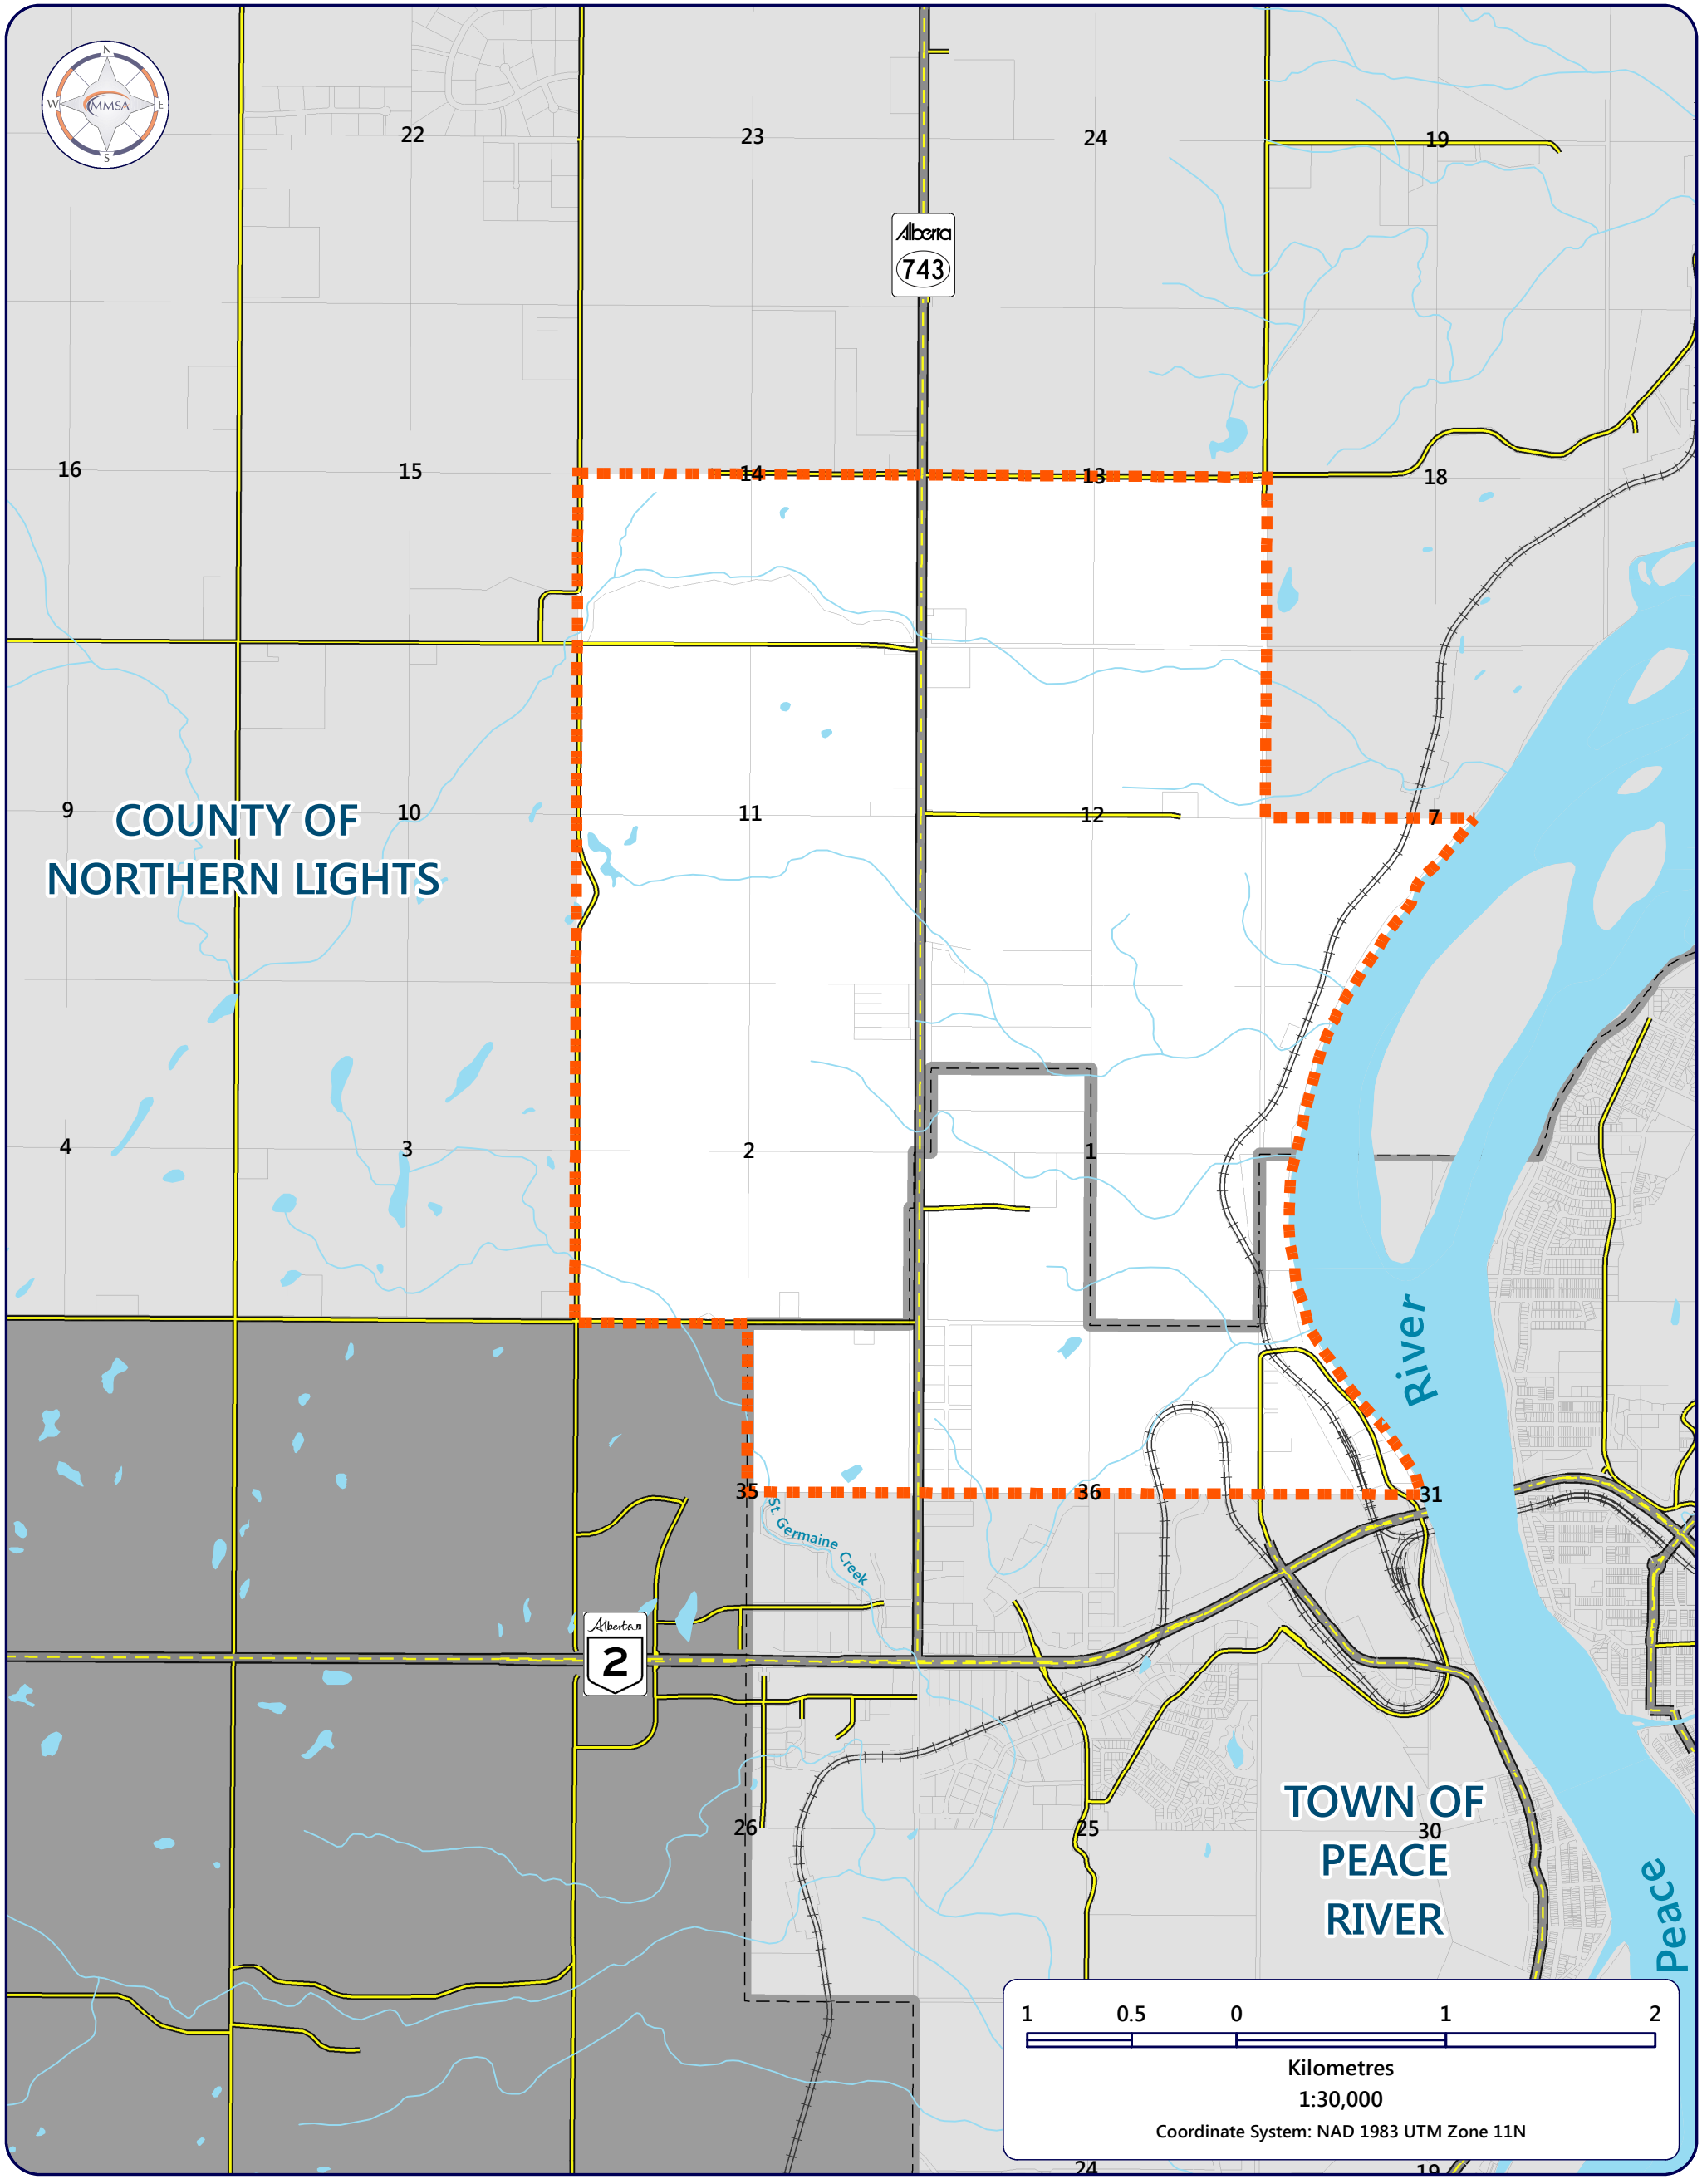 N
W
MMSA
E
S
22
23
24
19
Alberta
743
16
15
14
13
18
9
10
11
12
7
COUNTY OF
NORTHERN LIGHTS
4
3
2
1
River
35
36
31
St. Germaine Creek
Alberta
2
26
25
30
TOWN OF
PEACE
RIVER
Peace
1
0.5
0
1
2
Kilometres
1:30,000
Coordinate System: NAD 1983 UTM Zone 11N
24
19